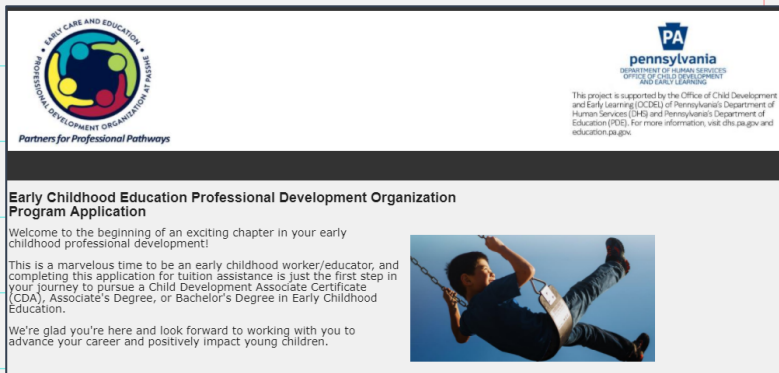 EARLY CARE AND EDUCATION
PROFESSIONAL DEVELOPMENT ORGANIZATION AT PASSHE
Partners for Professional Pathways
PA
pennsylvania
DEPARTMENT OF HUMAN SERVICES
OFFICE OF CHILD DEVELOPMENT
AND EARLY LEARNING
This project is supported by the Office of Child Development
and Early Learning (OCDEL) of Pennsylvania's Department of
Human Services (DHS) and Pennsylvania's Department of
Education (PDE). For more information, visit dhs.pa.gov and
education.pa.gov.
Early Childhood Education Professional Development Organization
Program Application
Welcome to the beginning of an exciting chapter in your early
childhood professional development!
This is a marvelous time to be an early childhood worker/educator, and
completing this application for tuition assistance is just the first step in
your journey to pursue a Child Development Associate Certificate
(CDA), Associate's Degree, or Bachelor's Degree in Early Childhood
Education.
We're glad you're here and look forward to working with you to
advance your career and positively impact young children.